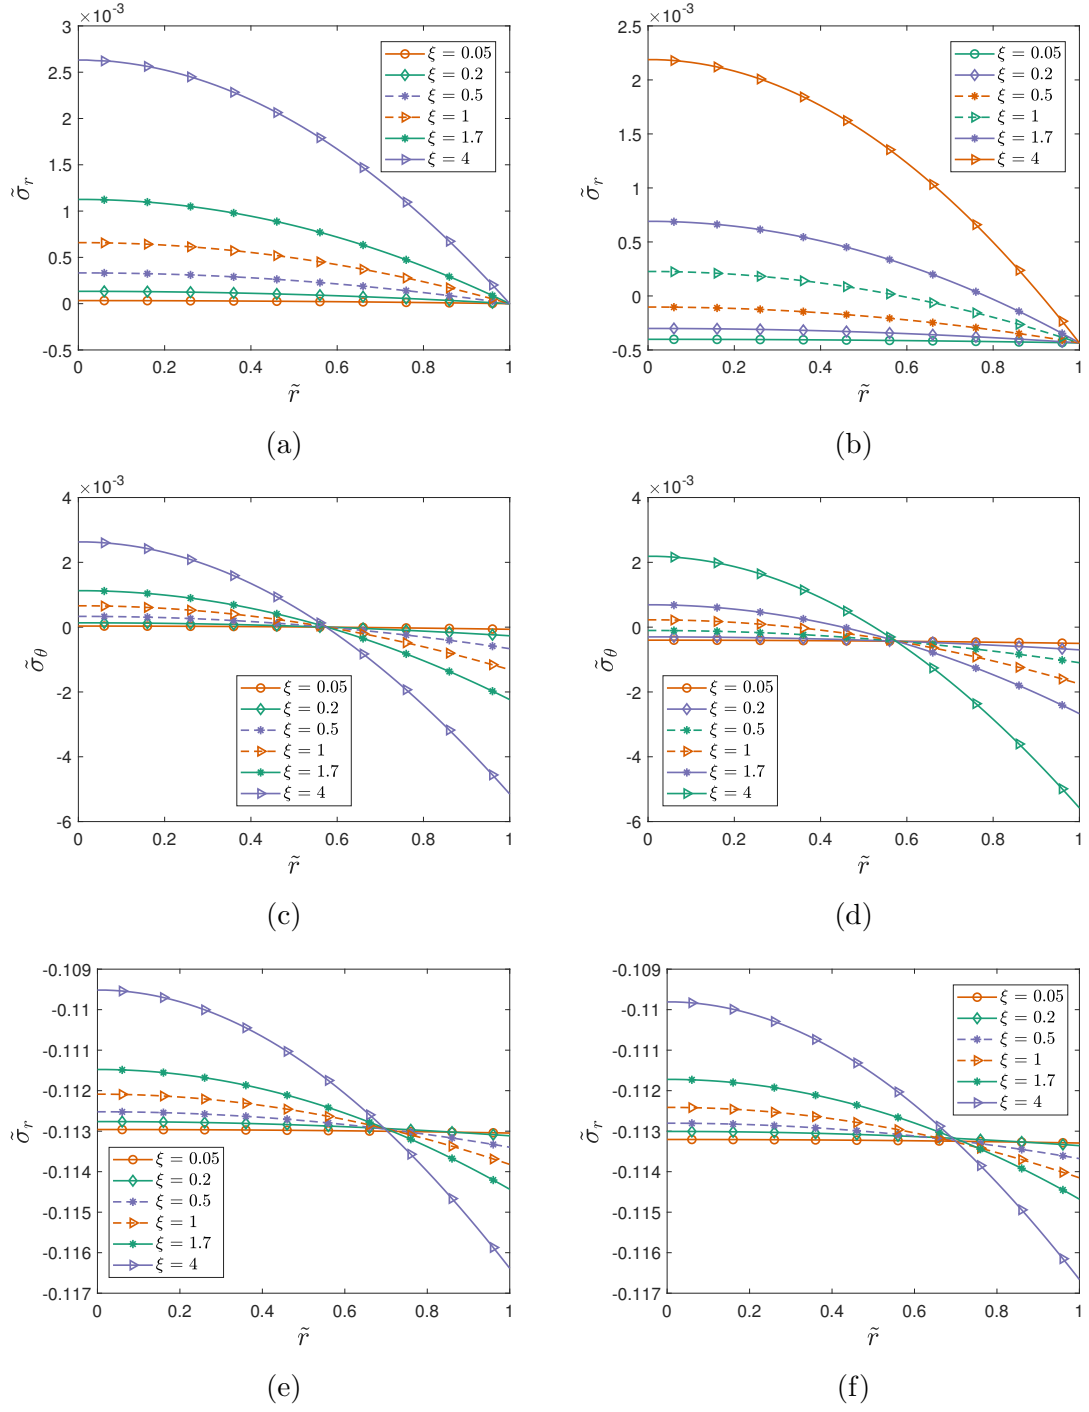 ×10⁻³
3
2.5
2
1.5
1
0.5
0
-0.5
0 0.2 0.4 0.6 0.8 1
σ̃_r
r̃
ξ = 0.05
ξ = 0.2
ξ = 0.5
ξ = 1
ξ = 1.7
ξ = 4
(a)
×10⁻³
2.5
2
1.5
1
0.5
0
-0.5
0 0.2 0.4 0.6 0.8 1
σ̃_r
r̃
ξ = 0.05
ξ = 0.2
ξ = 0.5
ξ = 1
ξ = 1.7
ξ = 4
(b)
×10⁻³
4
2
0
-2
-4
-6
0 0.2 0.4 0.6 0.8 1
σ̃_θ
r̃
ξ = 0.05
ξ = 0.2
ξ = 0.5
ξ = 1
ξ = 1.7
ξ = 4
(c)
×10⁻³
4
2
0
-2
-4
-6
0 0.2 0.4 0.6 0.8 1
σ̃_θ
r̃
ξ = 0.05
ξ = 0.2
ξ = 0.5
ξ = 1
ξ = 1.7
ξ = 4
(d)
-0.109
-0.11
-0.111
-0.112
-0.113
-0.114
-0.115
-0.116
-0.117
0 0.2 0.4 0.6 0.8 1
σ̃_r
r̃
ξ = 0.05
ξ = 0.2
ξ = 0.5
ξ = 1
ξ = 1.7
ξ = 4
(e)
-0.109
-0.11
-0.111
-0.112
-0.113
-0.114
-0.115
-0.116
-0.117
0 0.2 0.4 0.6 0.8 1
σ̃_r
r̃
ξ = 0.05
ξ = 0.2
ξ = 0.5
ξ = 1
ξ = 1.7
ξ = 4
(f)